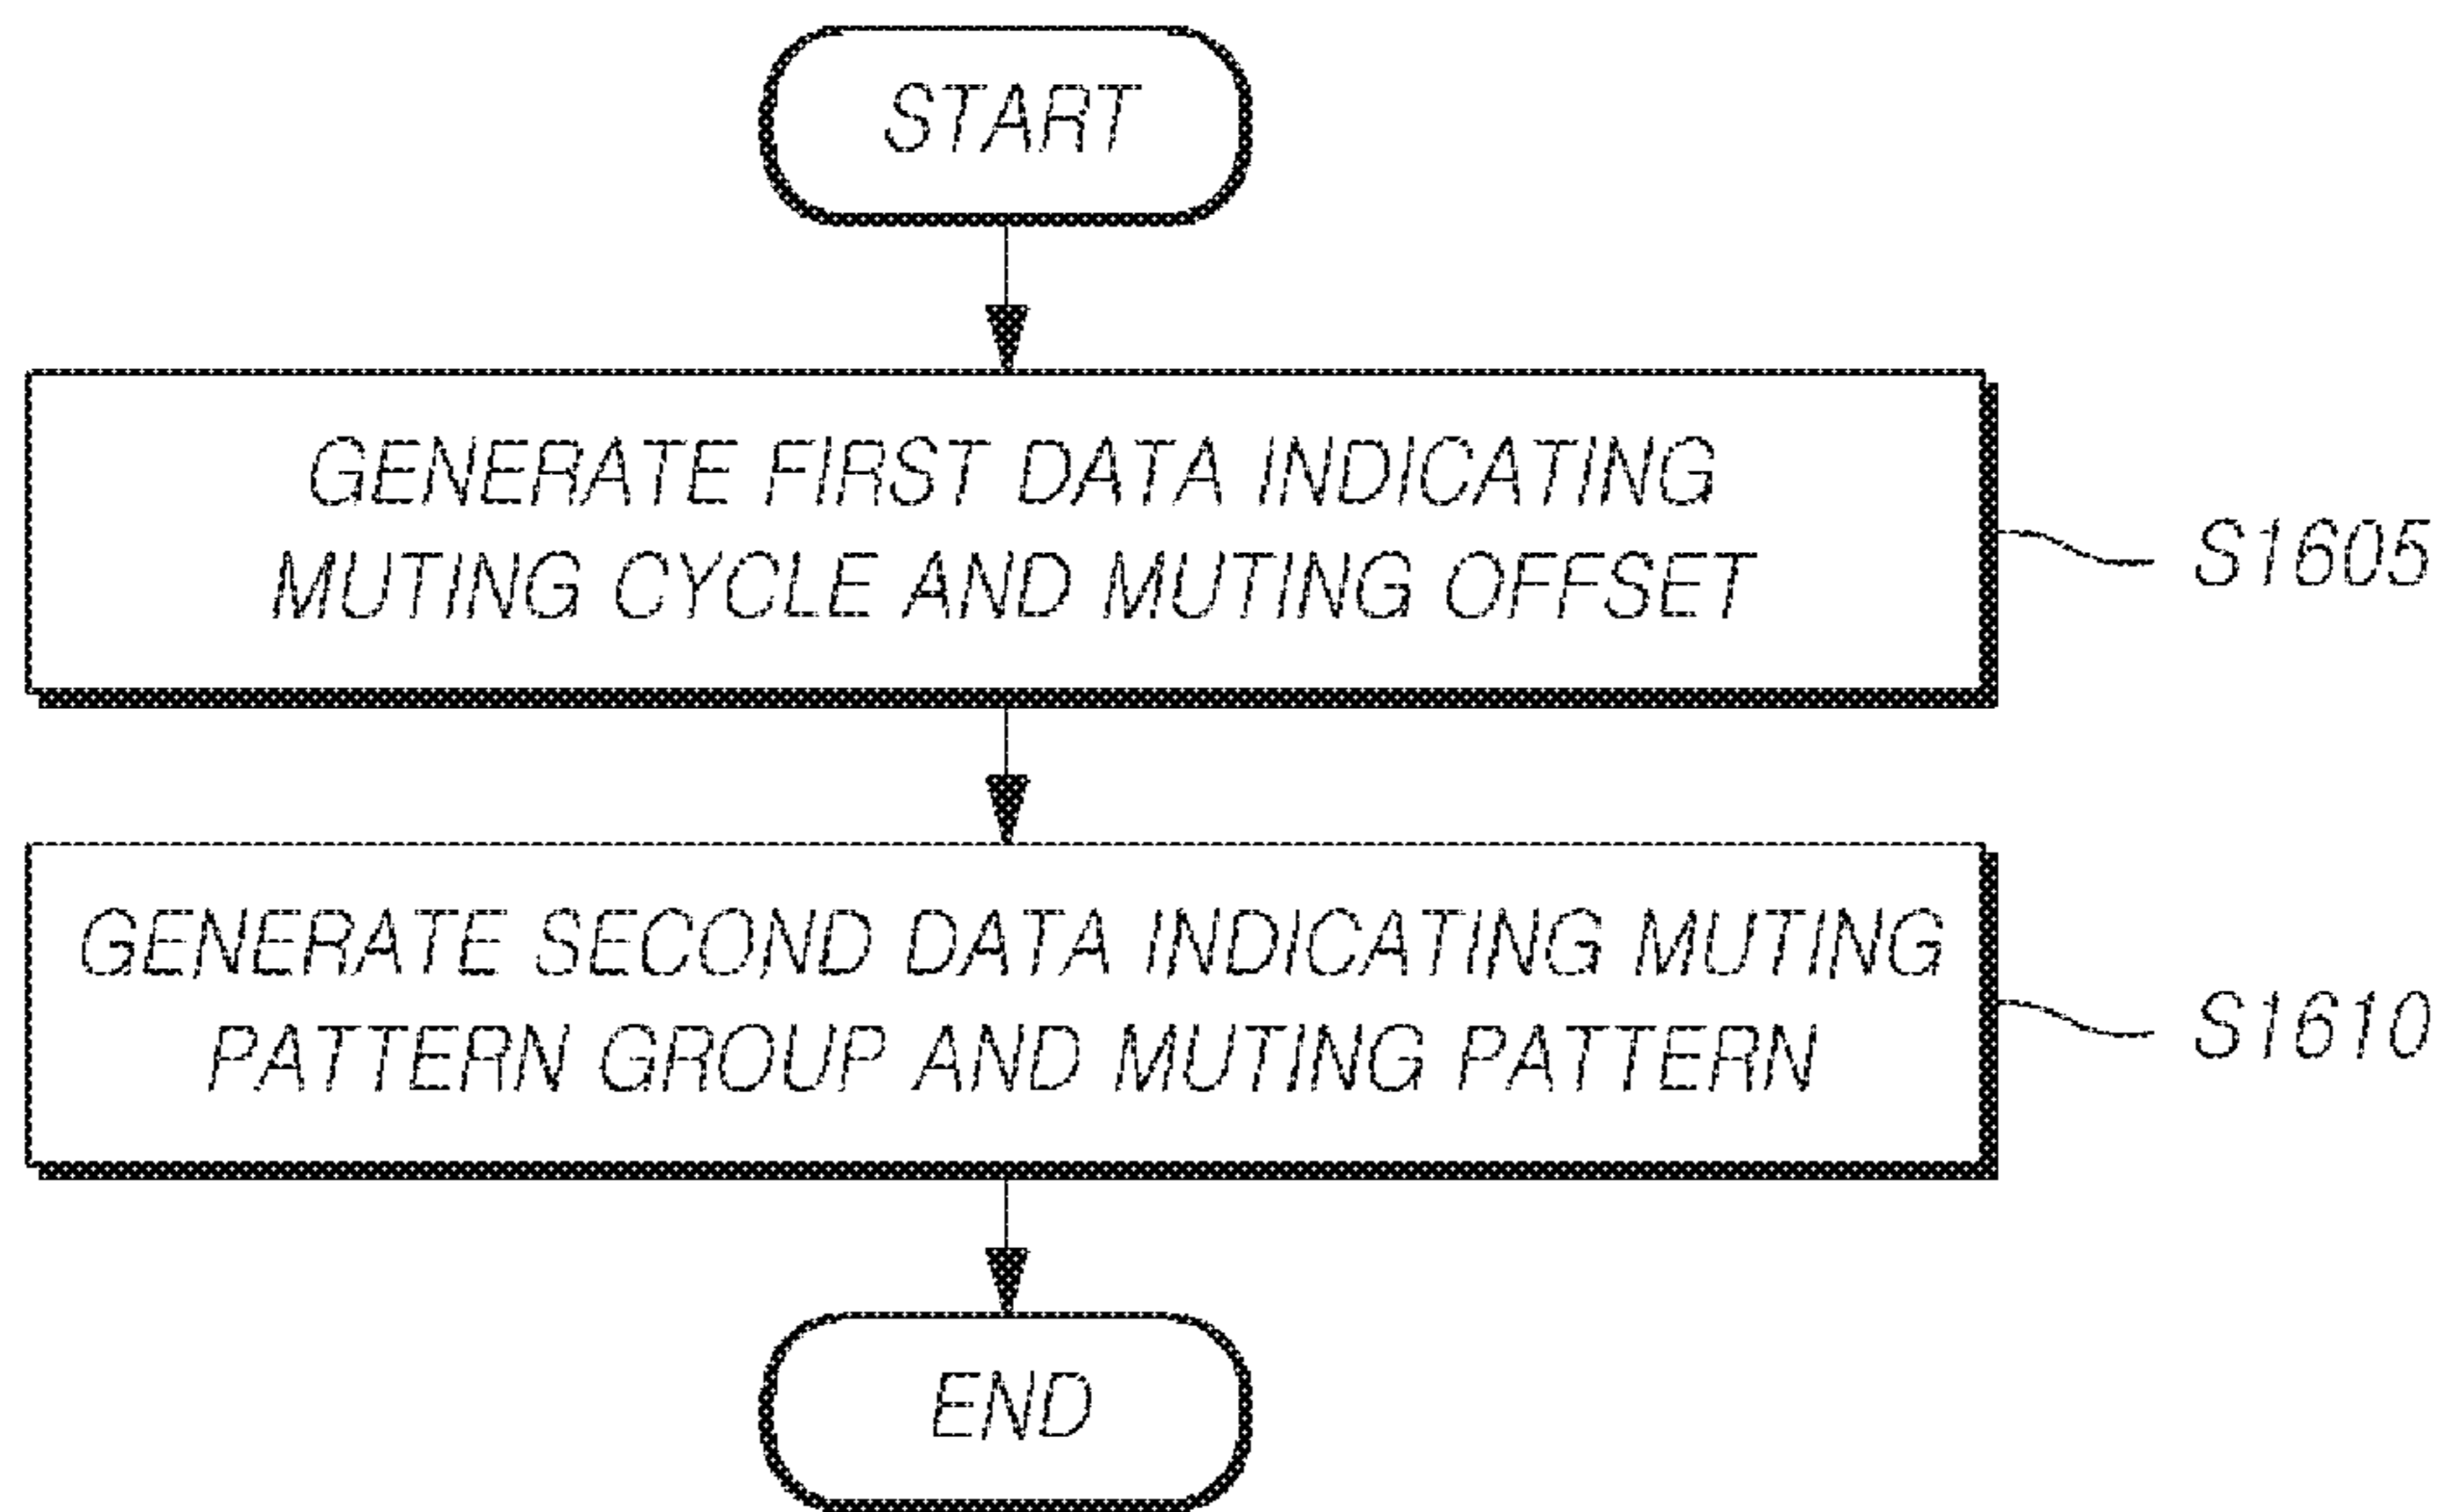 START
GENERATE FIRST DATA INDICATING
MUTING CYCLE AND MUTING OFFSET
S1605
GENERATE SECOND DATA INDICATING MUTING
PATTERN GROUP AND MUTING PATTERN
S1610
END